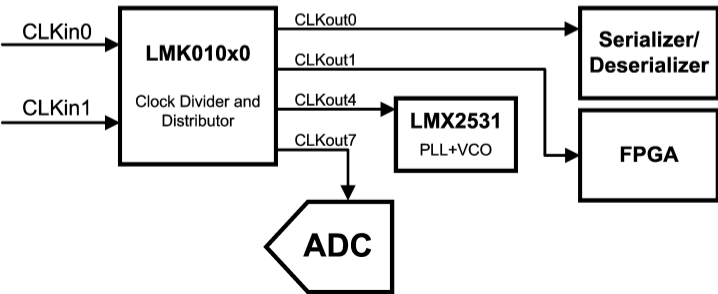 CLKin0
CLKin1
LMK010x0
Clock Divider and
Distributor
CLKout0
CLKout1
CLKout4
CLKout7
LMX2531
PLL+VCO
Serializer/
Deserializer
FPGA
ADC